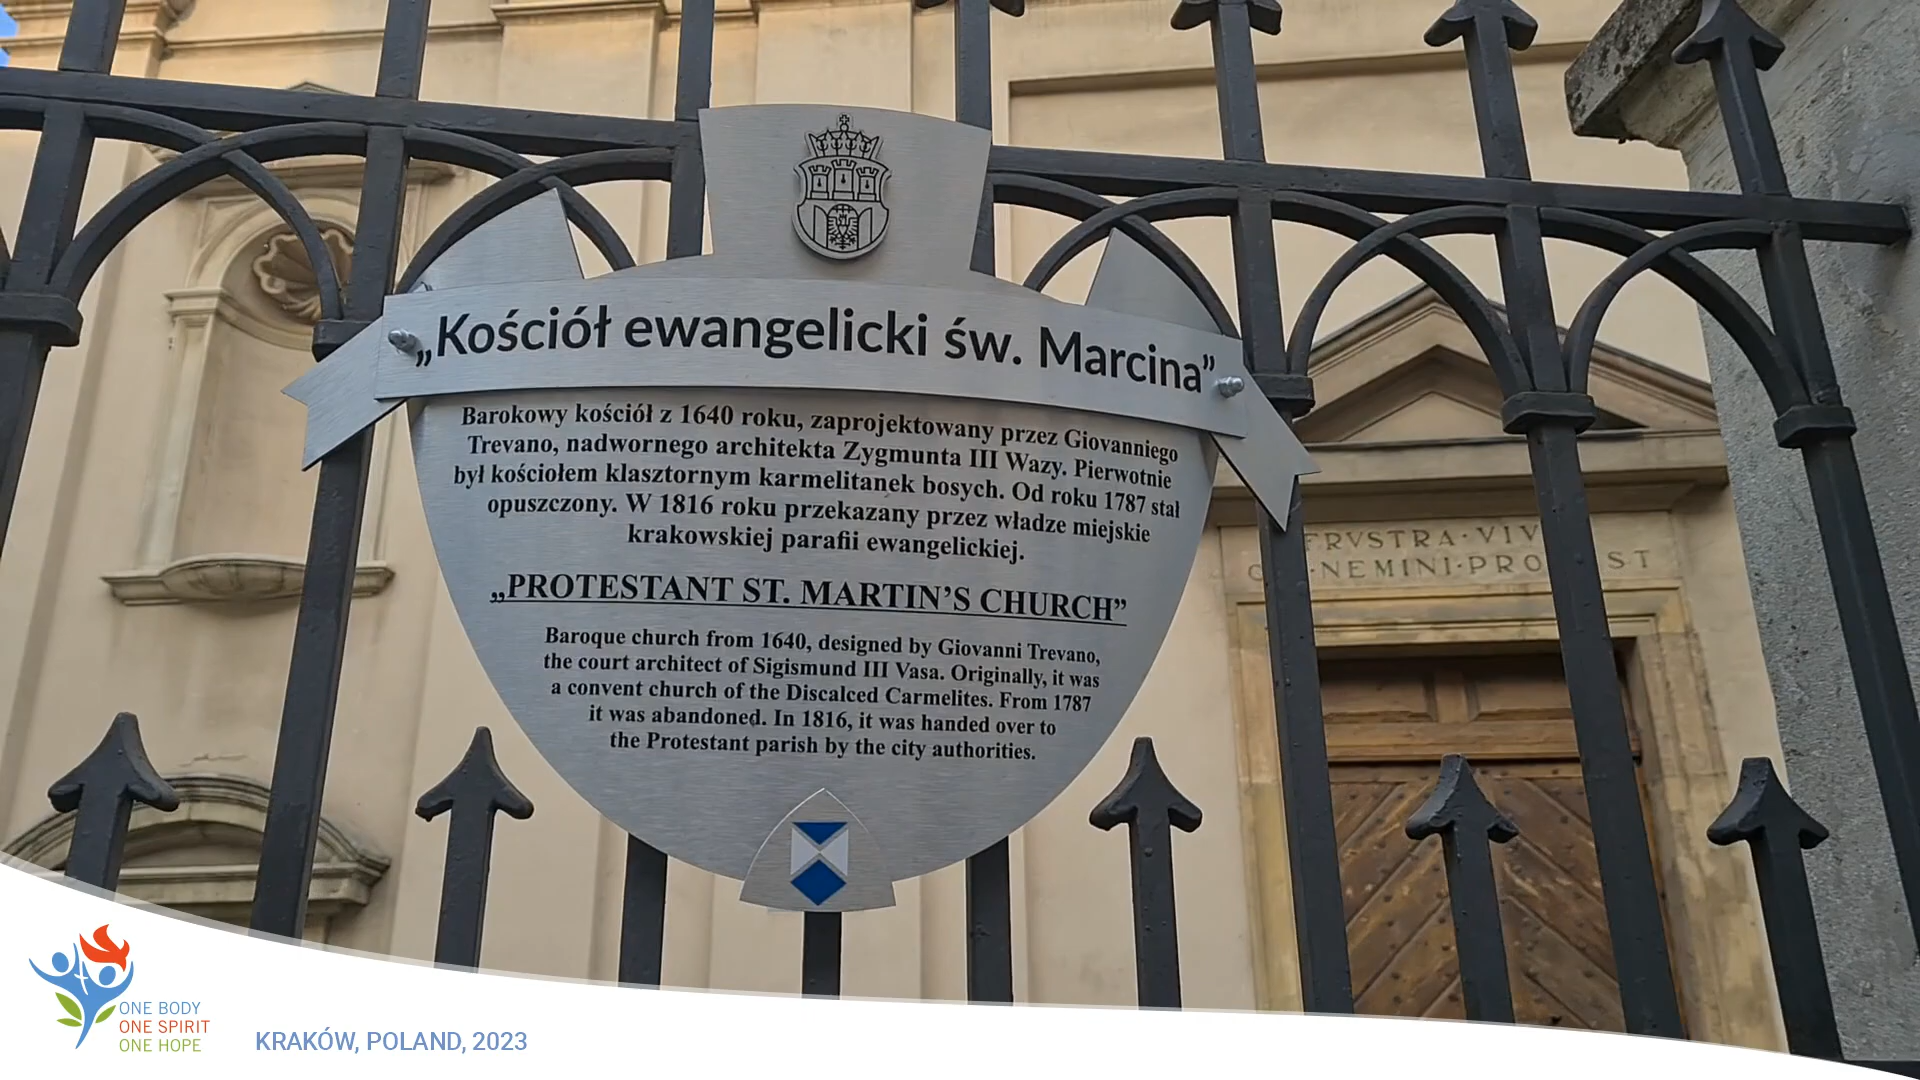 „Kościół ewangelicki św. Marcina”
Barokowy kościół z 1640 roku, zaprojektowany przez Giovanniego
Trevano, nadwornego architekta Zygmunta III Wazy. Pierwotnie
był kościołem klasztornym karmelitanek bosych. Od roku 1787 stał
opuszczony. W 1816 roku przekazany przez władze miejskie
krakowskiej parafii ewangelickiej.
„PROTESTANT ST. MARTIN’S CHURCH”
Baroque church from 1640, designed by Giovanni Trevano,
the court architect of Sigismund III Vasa. Originally, it was
a convent church of the Discalced Carmelites. From 1787
it was abandoned. In 1816, it was handed over to
the Protestant parish by the city authorities.
FRVSTRA·VIV
NEMINI·PRO ST
ONE BODY
ONE SPIRIT
ONE HOPE
KRAKÓW, POLAND, 2023